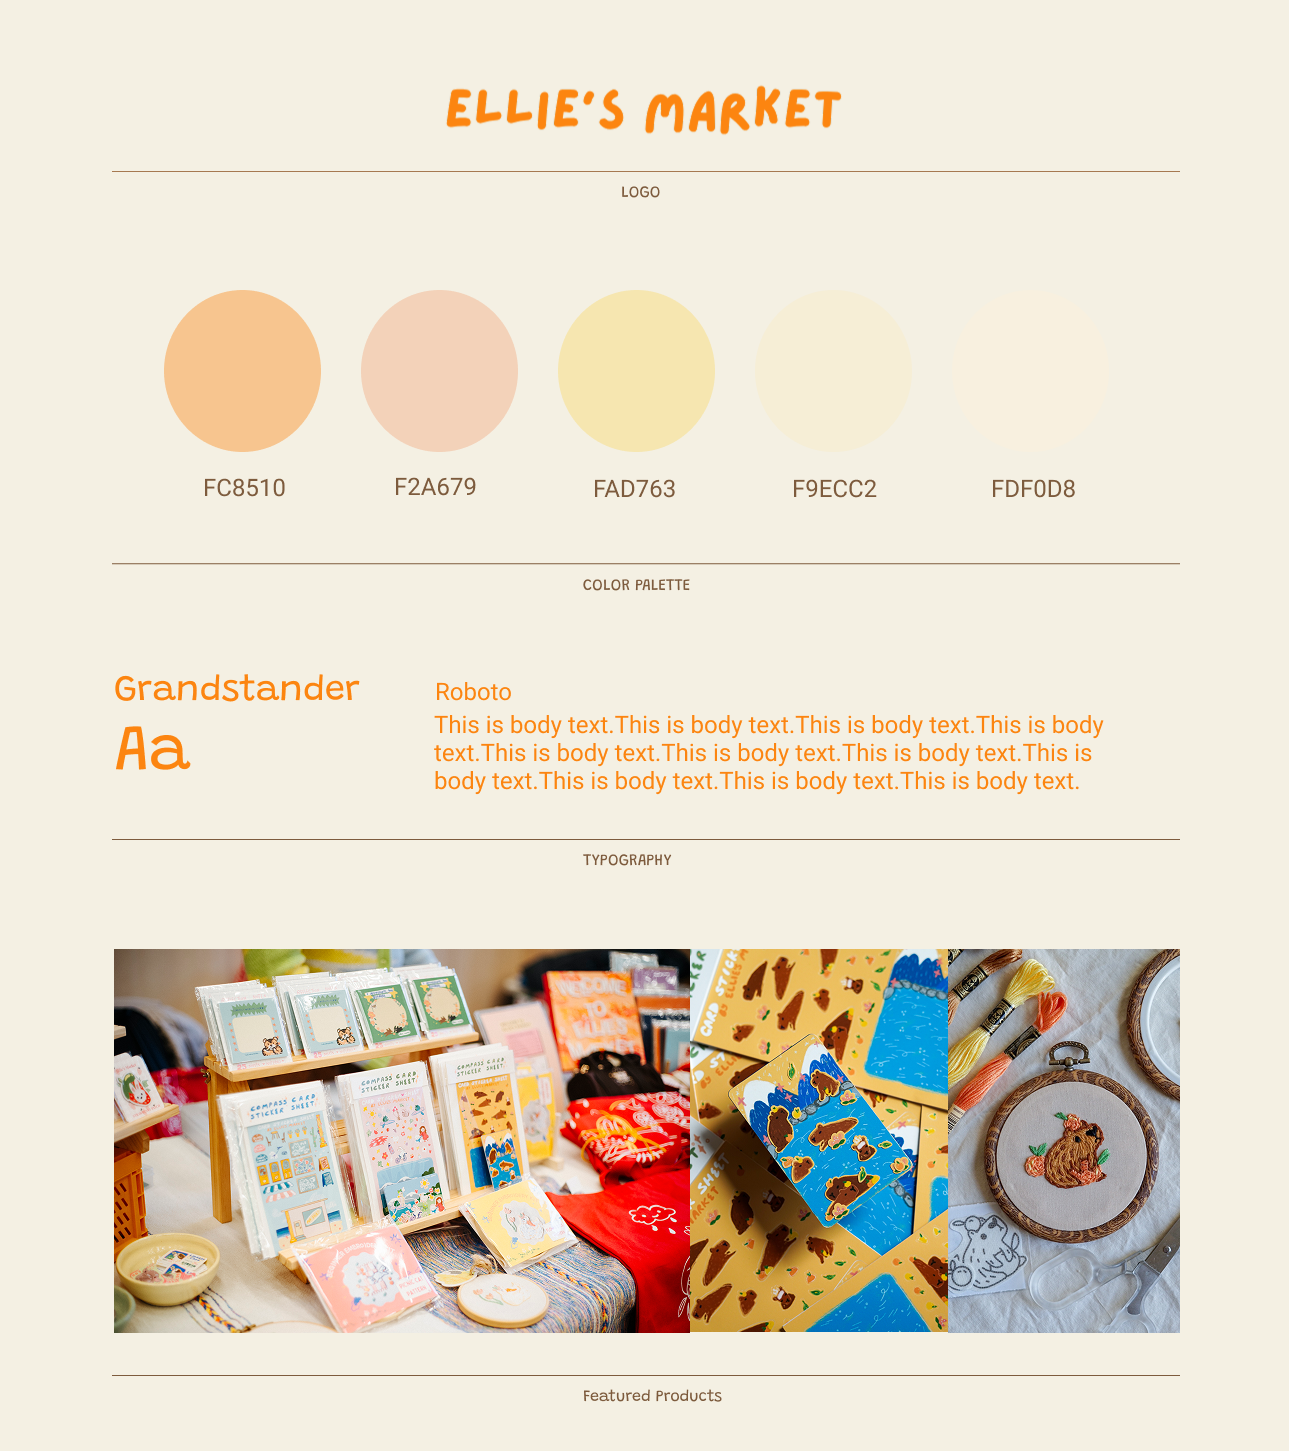 ELLIE'S MARKET
LOGO
FC8510
F2A679
FAD763
F9ECC2
FDF0D8
COLOR PALETTE
Grandstander
Aa
Roboto
This is body text.This is body text.This is body text.This is body
text.This is body text.This is body text.This is body text.This is
body text.This is body text.This is body text.This is body text.
TYPOGRAPHY
WELCOME
TO
ELLIE'S
COMPASS CARD
STICKER SHEET
COMPASS CARD
STICKER SHEET
COMPASS CARD
STICKER SHEET
CARD STICK
Featured Products